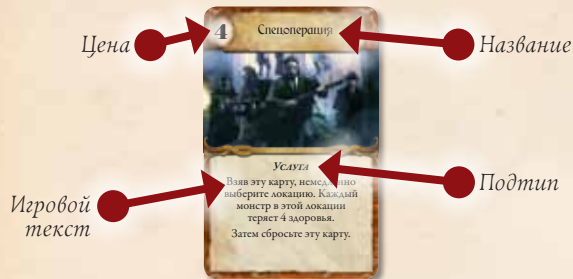 4
Спецоперация
Цена
Название
Услуга
Взяв эту карту, немедленно
выберите локацию. Каждый
монстр в этой локации
теряет 4 здоровья.
Затем сбросьте эту карту.
Игровой
текст
Подтип